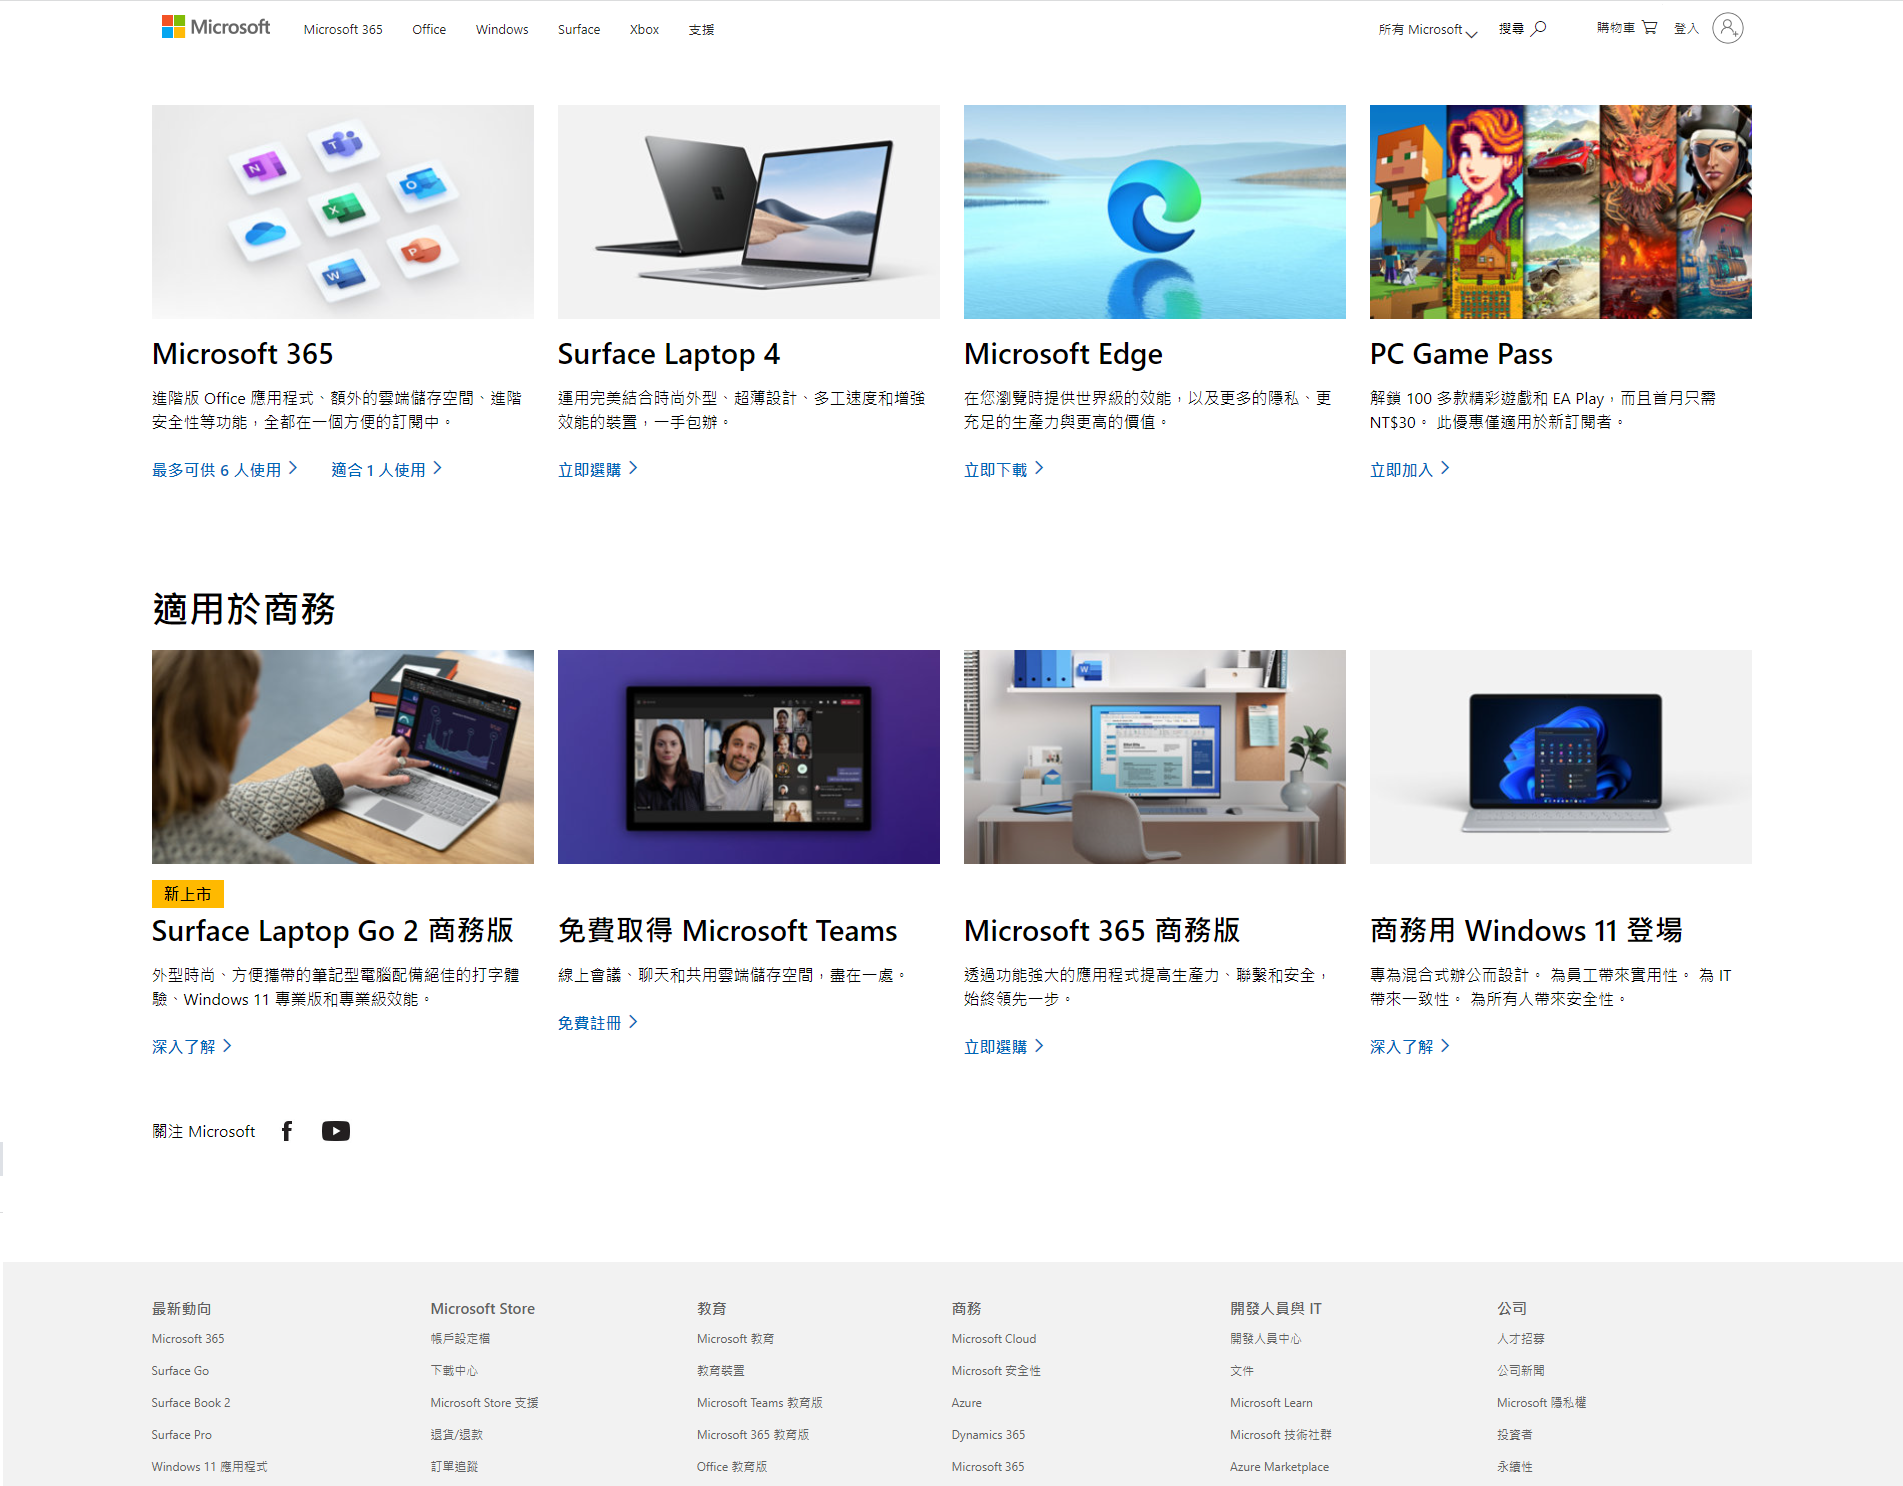 Microsoft
Microsoft 365
Office
Windows
Surface
Xbox
支援
所有 Microsoft
搜尋
購物車
登入
Microsoft 365
進階版 Office 應用程式、額外的雲端儲存空間、進階
安全性等功能，全都在一個方便的訂閱中。
最多可供 6 人使用
適合 1 人使用
Surface Laptop 4
運用完美結合時尚外型、超薄設計、多工速度和增強
效能的裝置，一手包辦。
立即選購
Microsoft Edge
在您瀏覽時提供世界級的效能，以及更多的隱私、更
充足的生產力與更高的價值。
立即下載
PC Game Pass
解鎖 100 多款精彩遊戲和 EA Play，而且首月只需
NT$30。 此優惠僅適用於新訂閱者。
立即加入
適用於商務
新上市
Surface Laptop Go 2 商務版
外型時尚、方便攜帶的筆記型電腦配備絕佳的打字體
驗、Windows 11 專業版和專業級效能。
深入了解
免費取得 Microsoft Teams
線上會議、聊天和共用雲端儲存空間，盡在一處。
免費註冊
Microsoft 365 商務版
透過功能強大的應用程式提高生產力、聯繫和安全，
始終領先一步。
立即選購
商務用 Windows 11 登場
專為混合式辦公而設計。 為員工帶來實用性。 為 IT
帶來一致性。 為所有人帶來安全性。
深入了解
關注 Microsoft
最新動向
Microsoft 365
Surface Go
Surface Book 2
Surface Pro
Windows 11 應用程式
Microsoft Store
帳戶設定檔
下載中心
Microsoft Store 支援
退貨/退款
訂單追蹤
教育
Microsoft 教育
教育裝置
Microsoft Teams 教育版
Microsoft 365 教育版
Office 教育版
商務
Microsoft Cloud
Microsoft 安全性
Azure
Dynamics 365
Microsoft 365
開發人員與 IT
開發人員中心
文件
Microsoft Learn
Microsoft 技術社群
Azure Marketplace
公司
人才招募
公司新聞
Microsoft 隱私權
投資者
永續性